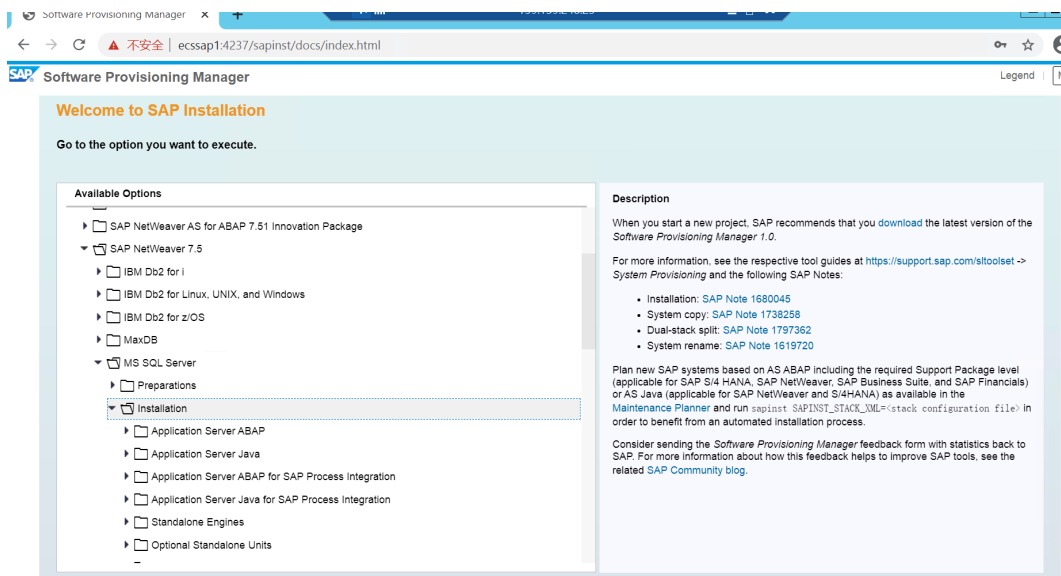 Software Provisioning Manager
不安全 ecssap1:4237/sapinst/docs/index.html
SAP Software Provisioning Manager
Legend
Welcome to SAP Installation
Go to the option you want to execute.
Available Options
SAP NetWeaver AS for ABAP 7.51 Innovation Package
SAP NetWeaver 7.5
IBM Db2 for i
IBM Db2 for Linux, UNIX, and Windows
IBM Db2 for z/OS
MaxDB
MS SQL Server
Preparations
Installation
Application Server ABAP
Application Server Java
Application Server ABAP for SAP Process Integration
Application Server Java for SAP Process Integration
Standalone Engines
Optional Standalone Units
Description
When you start a new project, SAP recommends that you download the latest version of the
Software Provisioning Manager 1.0.
For more information, see the respective tool guides at https://support.sap.com/sltoolset ->
System Provisioning and the following SAP Notes:
• Installation: SAP Note 1680045
• System copy: SAP Note 1738258
• Dual-stack split: SAP Note 1797362
• System rename: SAP Note 1619720
Plan new SAP systems based on AS ABAP including the required Support Package level
(applicable for SAP S/4 HANA, SAP NetWeaver, SAP Business Suite, and SAP Financials)
or AS Java (applicable for SAP NetWeaver and S/4HANA) as available in the
Maintenance Planner and run sapinst SAPINST_STACK_XML=<stack configuration file> in
order to benefit from an automated installation process.
Consider sending the Software Provisioning Manager feedback form with statistics back to
SAP. For more information about how this feedback helps to improve SAP tools, see the
related SAP Community blog.